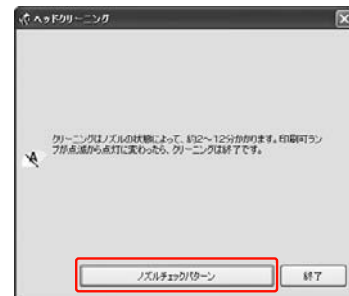 ヘッドクリーニング
クリーニングはノズルの状態によって、約2～12分かかります。印刷可ラン
プが点滅から点灯に変わったら、クリーニングは終了です。
ノズルチェックパターン
終了